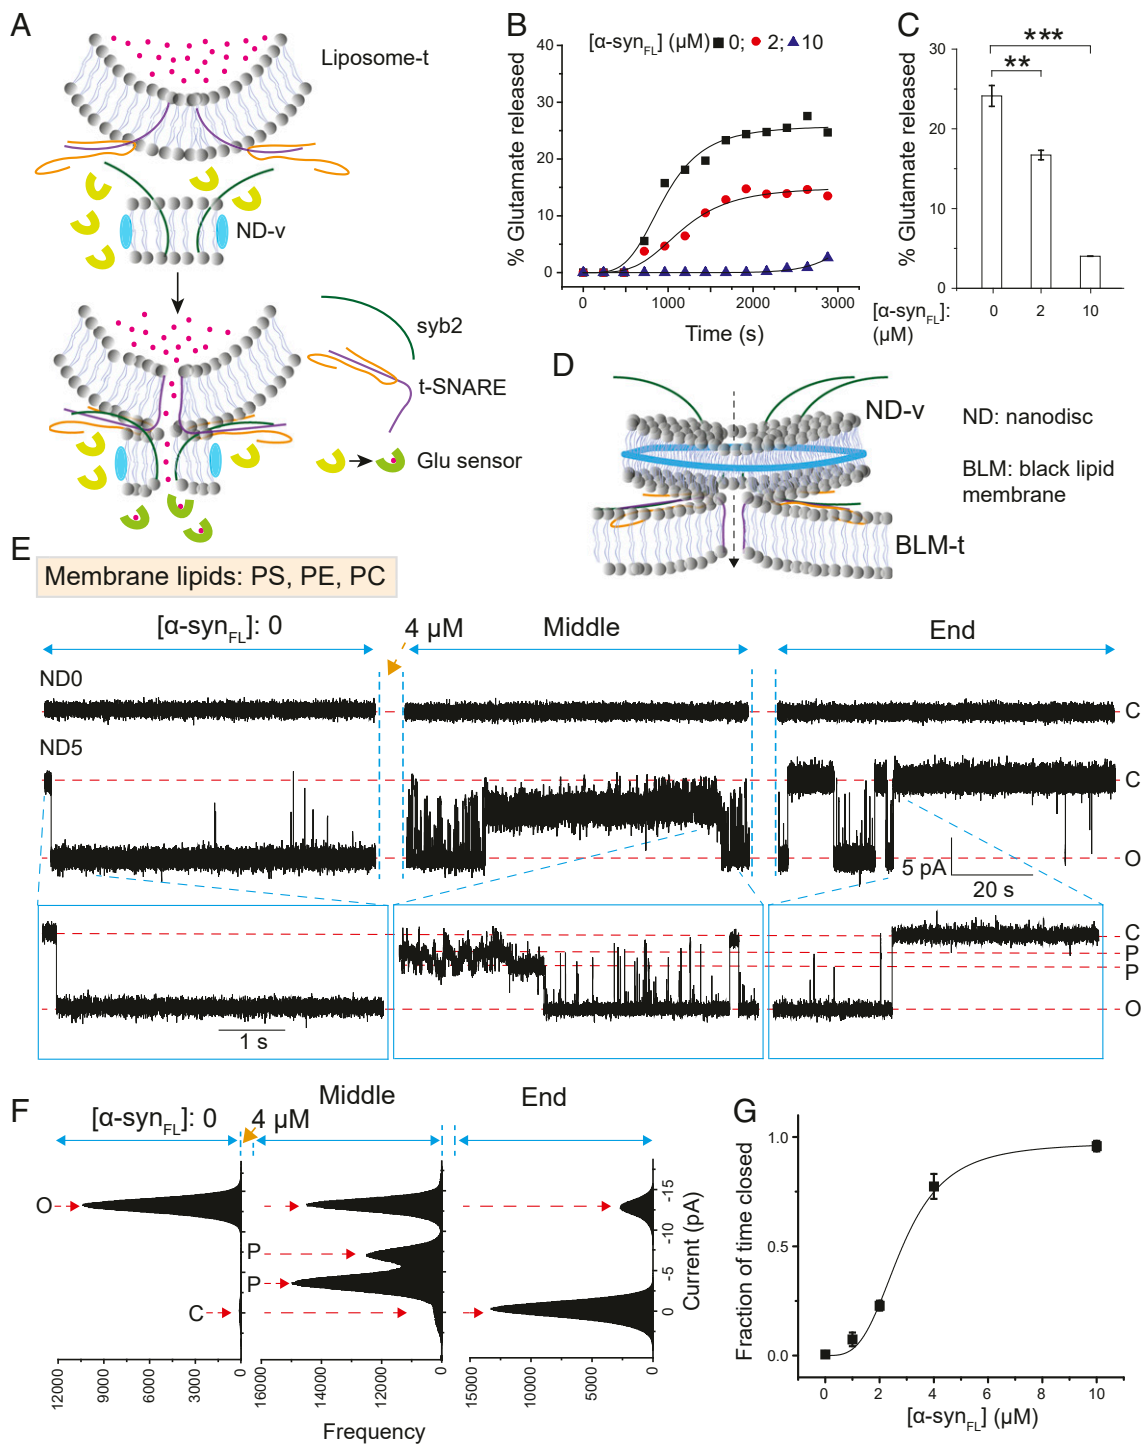 A
Liposome-t
ND-v
syb2
t-SNARE
Glu sensor
B
[α-synFL] (μM) 0; 2; 10
% Glutamate released
40
30
20
10
0
0 1000 2000 3000
Time (s)
C
% Glutamate released
30
20
10
0
***
**
0 2 10
[α-synFL]:
(μM)
D
ND-v
BLM-t
ND: nanodisc
BLM: black lipid
membrane
E
Membrane lipids: PS, PE, PC
[α-synFL]: 0
4 μM
Middle
End
ND0
C
ND5
C
O
5 pA
20 s
C
P
P
O
1 s
F
[α-synFL]: 0
4 μM
Middle
End
O
P
P
C
-15
-10
-5
0
Current (pA)
12000 9000 6000 3000 0
16000 14000 12000 0
15000 10000 5000 0
Frequency
G
Fraction of time closed
1.0
0.5
0.0
0 2 4 6 8 10
[α-synFL] (μM)